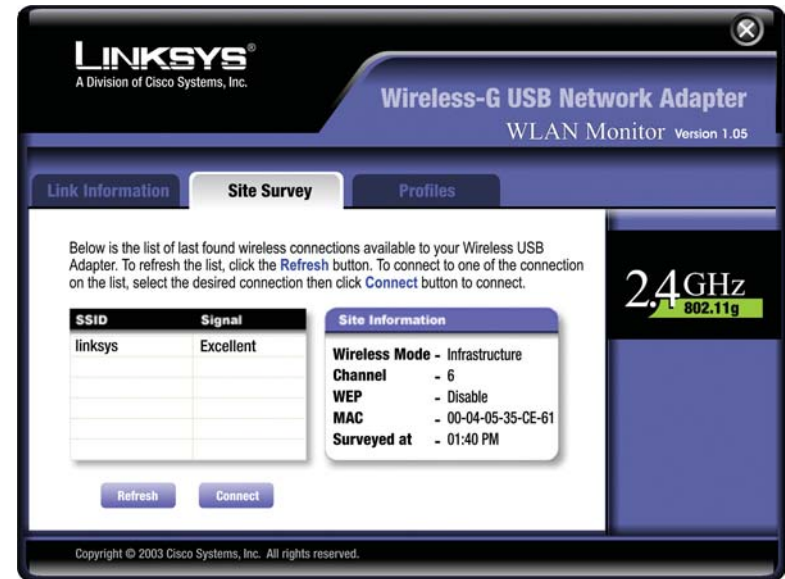 LINKSYS®
A Division of Cisco Systems, Inc.
Wireless-G USB Network Adapter
WLAN Monitor Version 1.05
Link Information Site Survey Profiles
Below is the list of last found wireless connections available to your Wireless USB
Adapter. To refresh the list, click the Refresh button. To connect to one of the connection
on the list, select the desired connection then click Connect button to connect.
2.4GHz
802.11g
SSID Signal
linksys Excellent
Site Information
Wireless Mode - Infrastructure
Channel - 6
WEP - Disable
MAC - 00-04-05-35-CE-61
Surveyed at - 01:40 PM
Refresh Connect
Copyright © 2003 Cisco Systems, Inc. All rights reserved.